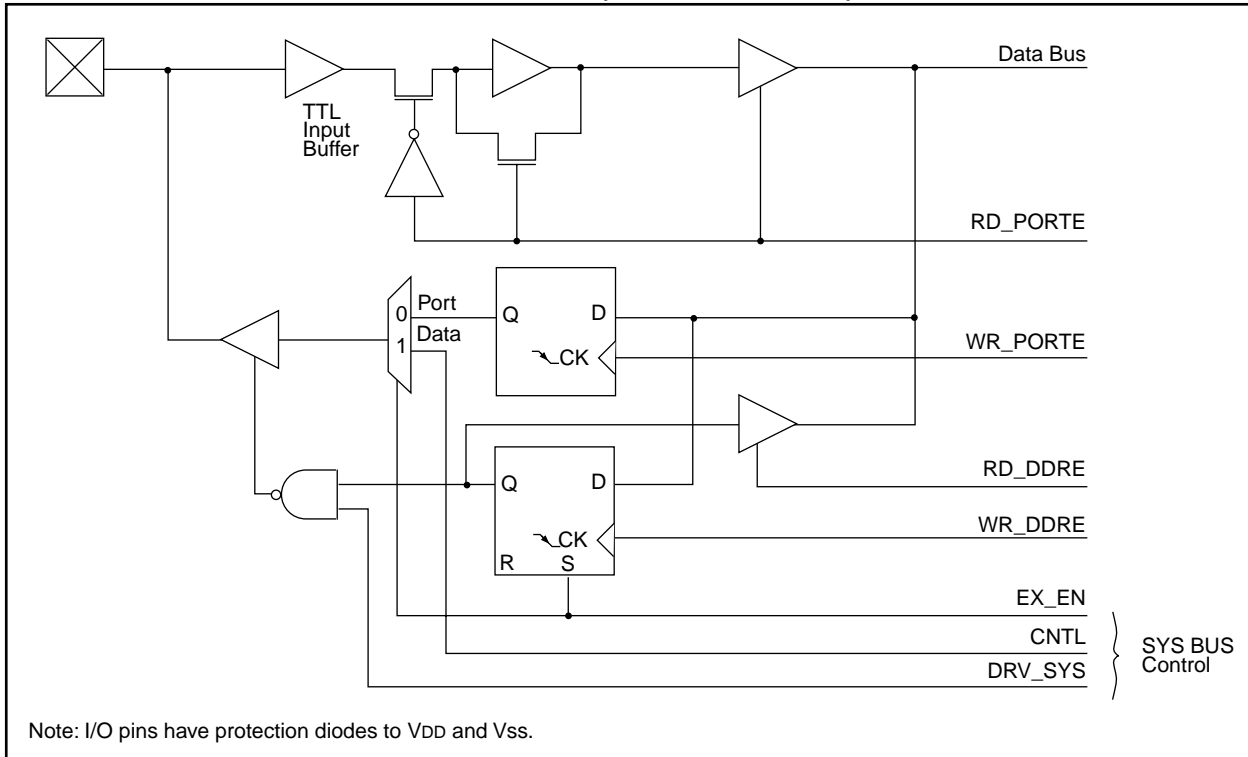 Data Bus
TTL
Input
Buffer
RD_PORTE
0
Port
Q
D
Data
1
CK
WR_PORTE
Q
D
RD_DDRE
CK
WR_DDRE
R
S
EX_EN
CNTL
SYS BUS
Control
DRV_SYS
Note: I/O pins have protection diodes to VDD and Vss.